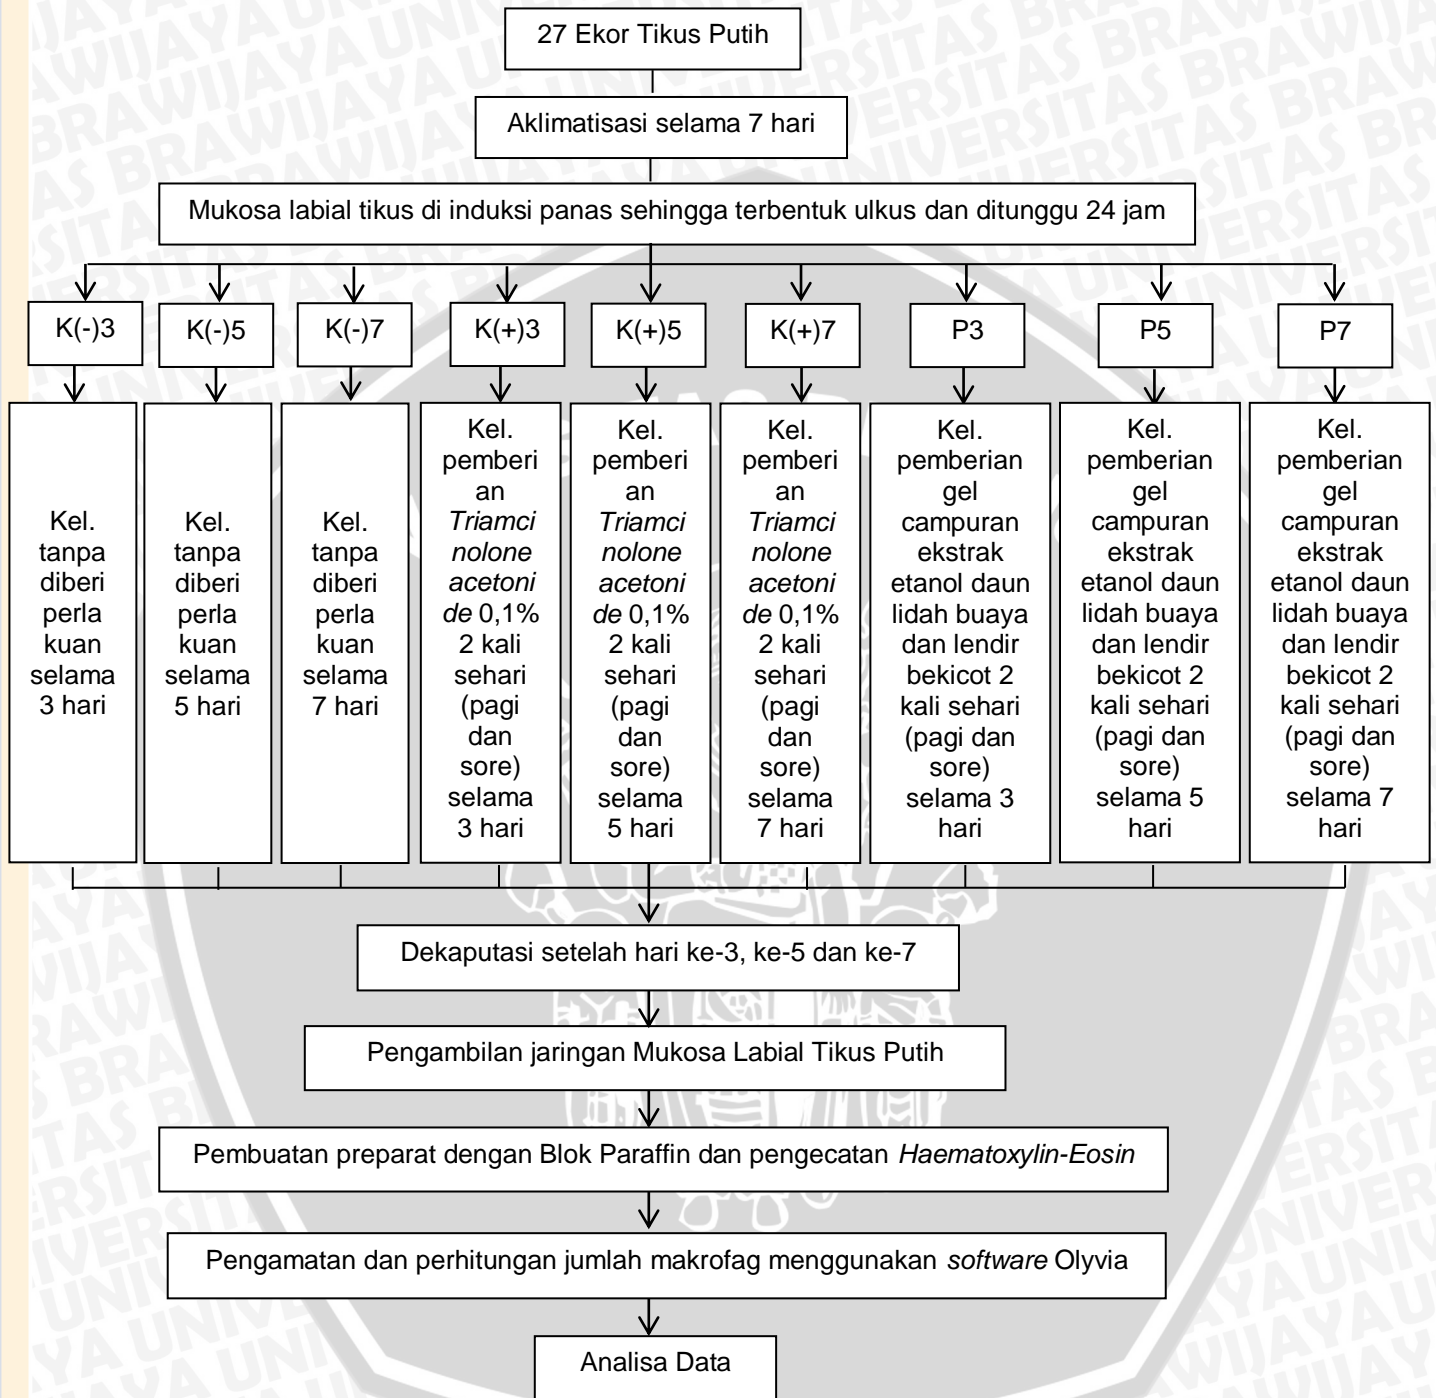 27 Ekor Tikus Putih
Aklimatisasi selama 7 hari
Mukosa labial tikus di induksi panas sehingga terbentuk ulkus dan ditunggu 24 jam
K(-)3
K(-)5
K(-)7
K(+)3
K(+)5
K(+)7
P3
P5
P7
Kel.
tanpa
diberi
perla
kuan
selama
3 hari
Kel.
tanpa
diberi
perla
kuan
selama
5 hari
Kel.
tanpa
diberi
perla
kuan
selama
7 hari
Kel.
pemberi
an
Triamci
nolone
acetoni
de 0,1%
2 kali
sehari
(pagi
dan
sore)
selama
3 hari
Kel.
pemberi
an
Triamci
nolone
acetoni
de 0,1%
2 kali
sehari
(pagi
dan
sore)
selama
5 hari
Kel.
pemberi
an
Triamci
nolone
acetoni
de 0,1%
2 kali
sehari
(pagi
dan
sore)
selama
7 hari
Kel.
pemberian
gel
campuran
ekstrak
etanol daun
lidah buaya
dan lendir
bekicot 2
kali sehari
(pagi dan
sore)
selama 3
hari
Kel.
pemberian
gel
campuran
ekstrak
etanol daun
lidah buaya
dan lendir
bekicot 2
kali sehari
(pagi dan
sore)
selama 5
hari
Kel.
pemberian
gel
campuran
ekstrak
etanol daun
lidah buaya
dan lendir
bekicot 2
kali sehari
(pagi dan
sore)
selama 7
hari
Dekaputasi setelah hari ke-3, ke-5 dan ke-7
Pengambilan jaringan Mukosa Labial Tikus Putih
Pembuatan preparat dengan Blok Paraffin dan pengecatan Haematoxylin-Eosin
Pengamatan dan perhitungan jumlah makrofag menggunakan software Olyvia
Analisa Data